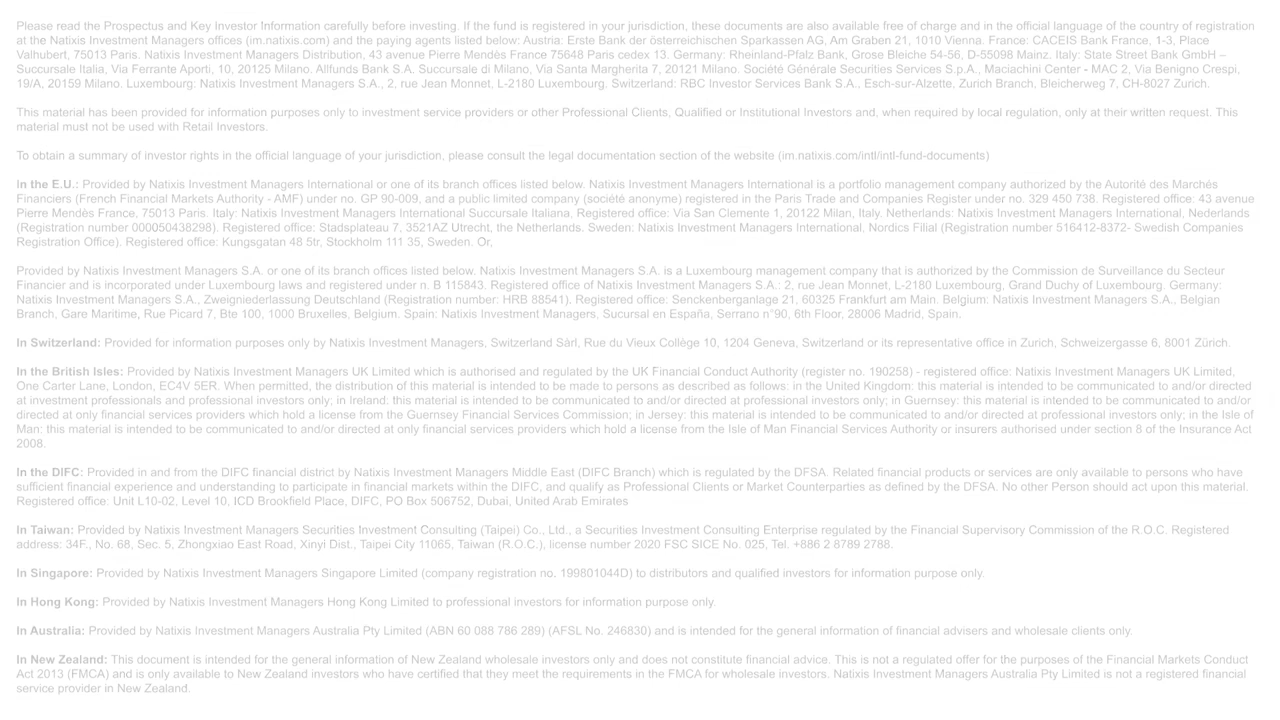 Please read the Prospectus and Key Investor Information carefully before investing. If the fund is registered in your jurisdiction, these documents are also available free of charge and in the official language of the country of registration
at the Natixis Investment Managers offices (im.natixis.com) and the paying agents listed below: Austria: Erste Bank der österreichischen Sparkassen AG, Am Graben 21, 1010 Vienna. France: CACEIS Bank France, 1-3, Place
Valhubert, 75013 Paris. Natixis Investment Managers Distribution, 43 avenue Pierre Mendès France 75648 Paris cedex 13. Germany: Rheinland-Pfalz Bank, Grose Bleiche 54-56, D-55098 Mainz. Italy: State Street Bank GmbH –
Succursale Italia, Via Ferrante Aporti, 10, 20125 Milano. Allfunds Bank S.A. Succursale di Milano, Via Santa Margherita 7, 20121 Milano. Société Générale Securities Services S.p.A., Maciachini Center - MAC 2, Via Benigno Crespi,
19/A, 20159 Milano. Luxembourg: Natixis Investment Managers S.A., 2, rue Jean Monnet, L-2180 Luxembourg. Switzerland: RBC Investor Services Bank S.A., Esch-sur-Alzette, Zurich Branch, Bleicherweg 7, CH-8027 Zurich.
This material has been provided for information purposes only to investment service providers or other Professional Clients, Qualified or Institutional Investors and, when required by local regulation, only at their written request. This
material must not be used with Retail Investors.
To obtain a summary of investor rights in the official language of your jurisdiction, please consult the legal documentation section of the website (im.natixis.com/intl/intl-fund-documents)
In the E.U.: Provided by Natixis Investment Managers International or one of its branch offices listed below. Natixis Investment Managers International is a portfolio management company authorized by the Autorité des Marchés
Financiers (French Financial Markets Authority - AMF) under no. GP 90-009, and a public limited company (société anonyme) registered in the Paris Trade and Companies Register under no. 329 450 738. Registered office: 43 avenue
Pierre Mendès France, 75013 Paris. Italy: Natixis Investment Managers International Succursale Italiana, Registered office: Via San Clemente 1, 20122 Milan, Italy. Netherlands: Natixis Investment Managers International, Nederlands
(Registration number 000050438298). Registered office: Stadsplateau 7, 3521AZ Utrecht, the Netherlands. Sweden: Natixis Investment Managers International, Nordics Filial (Registration number 516412-8372- Swedish Companies
Registration Office). Registered office: Kungsgatan 48 5tr, Stockholm 111 35, Sweden. Or,
Provided by Natixis Investment Managers S.A. or one of its branch offices listed below. Natixis Investment Managers S.A. is a Luxembourg management company that is authorized by the Commission de Surveillance du Secteur
Financier and is incorporated under Luxembourg laws and registered under n. B 115843. Registered office of Natixis Investment Managers S.A.: 2, rue Jean Monnet, L-2180 Luxembourg, Grand Duchy of Luxembourg. Germany:
Natixis Investment Managers S.A., Zweigniederlassung Deutschland (Registration number: HRB 88541). Registered office: Senckenberganlage 21, 60325 Frankfurt am Main. Belgium: Natixis Investment Managers S.A., Belgian
Branch, Gare Maritime, Rue Picard 7, Bte 100, 1000 Bruxelles, Belgium. Spain: Natixis Investment Managers, Sucursal en España, Serrano n°90, 6th Floor, 28006 Madrid, Spain.
In Switzerland: Provided for information purposes only by Natixis Investment Managers, Switzerland Sàrl, Rue du Vieux Collège 10, 1204 Geneva, Switzerland or its representative office in Zurich, Schweizergasse 6, 8001 Zürich.
In the British Isles: Provided by Natixis Investment Managers UK Limited which is authorised and regulated by the UK Financial Conduct Authority (register no. 190258) - registered office: Natixis Investment Managers UK Limited,
One Carter Lane, London, EC4V 5ER. When permitted, the distribution of this material is intended to be made to persons as described as follows: in the United Kingdom: this material is intended to be communicated to and/or directed
at investment professionals and professional investors only; in Ireland: this material is intended to be communicated to and/or directed at professional investors only; in Guernsey: this material is intended to be communicated to and/or
directed at only financial services providers which hold a license from the Guernsey Financial Services Commission; in Jersey: this material is intended to be communicated to and/or directed at professional investors only; in the Isle of
Man: this material is intended to be communicated to and/or directed at only financial services providers which hold a license from the Isle of Man Financial Services Authority or insurers authorised under section 8 of the Insurance Act
2008.
In the DIFC: Provided in and from the DIFC financial district by Natixis Investment Managers Middle East (DIFC Branch) which is regulated by the DFSA. Related financial products or services are only available to persons who have
sufficient financial experience and understanding to participate in financial markets within the DIFC, and qualify as Professional Clients or Market Counterparties as defined by the DFSA. No other Person should act upon this material.
Registered office: Unit L10-02, Level 10, ICD Brookfield Place, DIFC, PO Box 506752, Dubai, United Arab Emirates
In Taiwan: Provided by Natixis Investment Managers Securities Investment Consulting (Taipei) Co., Ltd., a Securities Investment Consulting Enterprise regulated by the Financial Supervisory Commission of the R.O.C. Registered
address: 34F., No. 68, Sec. 5, Zhongxiao East Road, Xinyi Dist., Taipei City 11065, Taiwan (R.O.C.), license number 2020 FSC SICE No. 025, Tel. +886 2 8789 2788.
In Singapore: Provided by Natixis Investment Managers Singapore Limited (company registration no. 199801044D) to distributors and qualified investors for information purpose only.
In Hong Kong: Provided by Natixis Investment Managers Hong Kong Limited to professional investors for information purpose only.
In Australia: Provided by Natixis Investment Managers Australia Pty Limited (ABN 60 088 786 289) (AFSL No. 246830) and is intended for the general information of financial advisers and wholesale clients only.
In New Zealand: This document is intended for the general information of New Zealand wholesale investors only and does not constitute financial advice. This is not a regulated offer for the purposes of the Financial Markets Conduct
Act 2013 (FMCA) and is only available to New Zealand investors who have certified that they meet the requirements in the FMCA for wholesale investors. Natixis Investment Managers Australia Pty Limited is not a registered financial
service provider in New Zealand.